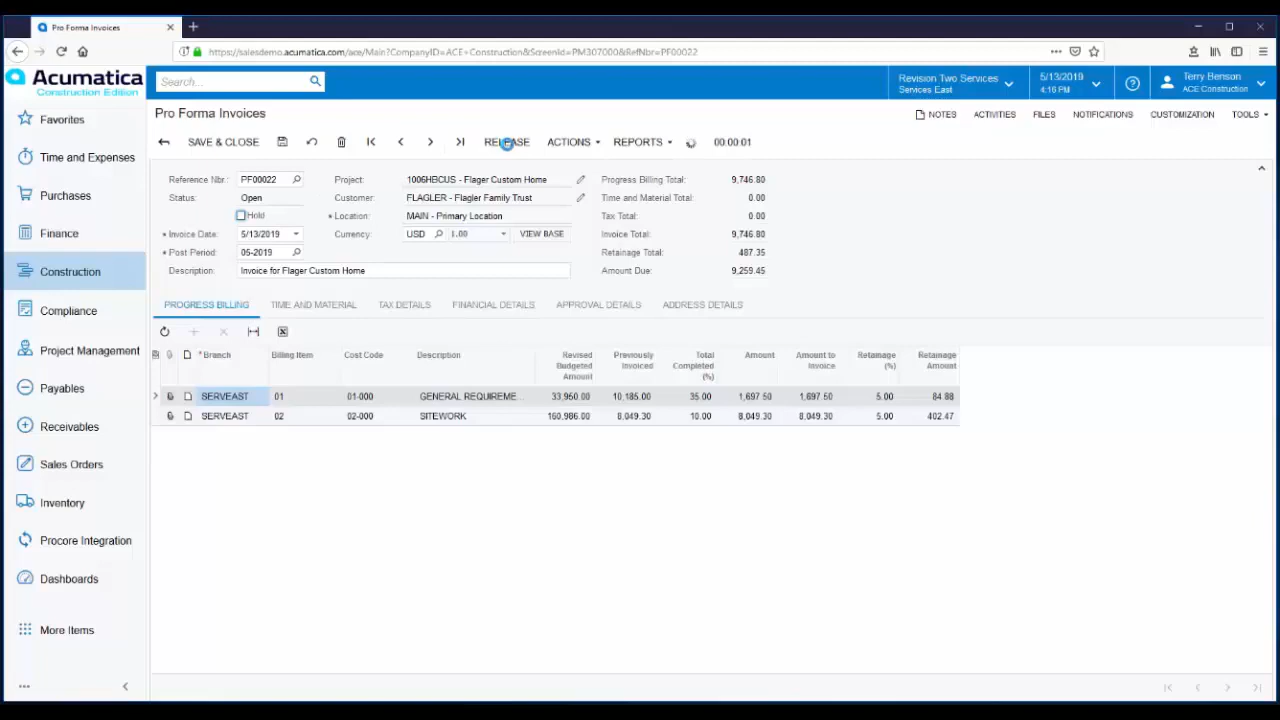 Pro Forma Invoices
https://salesdemo.acumatica.com/ace/Main?CompanyID=ACE+Construction&ScreenId=PM307000&RefNbr=PF00022
Acumatica
Construction Edition
Search...
Revision Two Services
Services East
5/13/2019
4:16 PM
Terry Benson
ACE Construction
Favorites
Time and Expenses
Purchases
Finance
Construction
Compliance
Project Management
Payables
Receivables
Sales Orders
Inventory
Procore Integration
Dashboards
More Items
Pro Forma Invoices
NOTES ACTIVITIES FILES NOTIFICATIONS CUSTOMIZATION TOOLS
SAVE & CLOSE RELEASE ACTIONS REPORTS 00:00:01
Reference Nbr.: PF00022 Project: 1006HBCUS - Flager Custom Home Progress Billing Total: 9,746.80
Status: Open Customer: FLAGLER - Flagler Family Trust Time and Material Total: 0.00
Hold * Location: MAIN - Primary Location Tax Total: 0.00
* Invoice Date: 5/13/2019 Currency: USD 1.00 VIEW BASE Invoice Total: 9,746.80
* Post Period: 05-2019 Retainage Total: 487.35
Description: Invoice for Flager Custom Home Amount Due: 9,259.45
PROGRESS BILLING TIME AND MATERIAL TAX DETAILS FINANCIAL DETAILS APPROVAL DETAILS ADDRESS DETAILS
* Branch Billing Item Cost Code Description Revised Budgeted Amount Previously Invoiced Total Completed (%) Amount Amount to Invoice Retainage (%) Retainage Amount
SERVEAST 01 01-000 GENERAL REQUIREME... 33,950.00 10,185.00 35.00 1,697.50 1,697.50 5.00 84.88
SERVEAST 02 02-000 SITEWORK 160,986.00 8,049.30 10.00 8,049.30 8,049.30 5.00 402.47